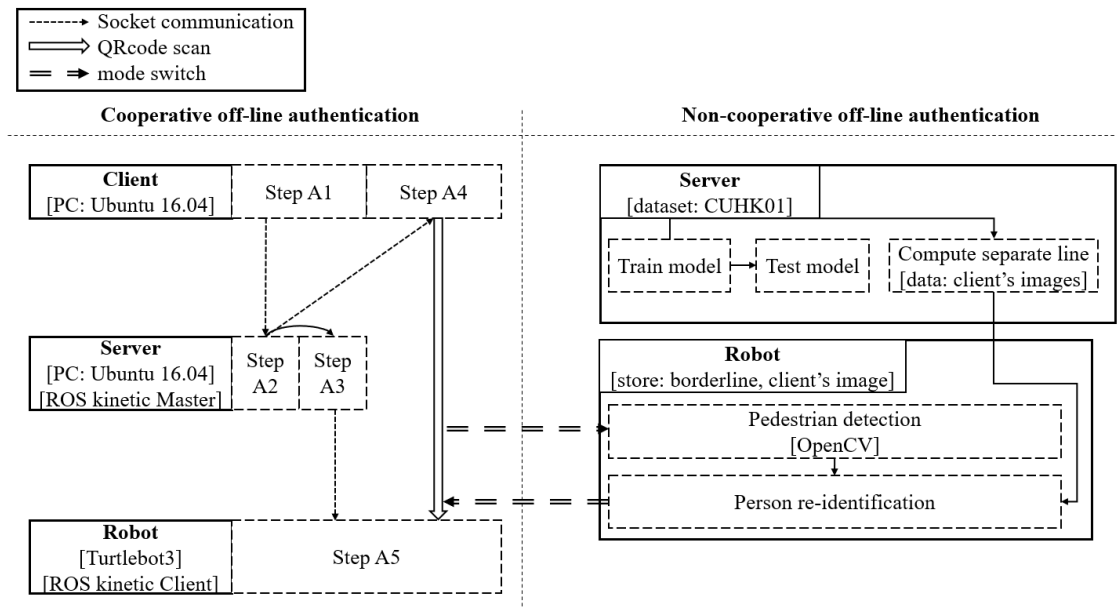 Socket communication
QRcode scan
mode switch
Cooperative off-line authentication
Non-cooperative off-line authentication
Client
[PC: Ubuntu 16.04]
Step A1
Step A4
Server
[PC: Ubuntu 16.04]
[ROS kinetic Master]
Step
A2
Step
A3
Robot
[Turtlebot3]
[ROS kinetic Client]
Step A5
Server
[dataset: CUHK01]
Train model
Test model
Compute separate line
[data: client’s images]
Robot
[store: borderline, client’s image]
Pedestrian detection
[OpenCV]
Person re-identification